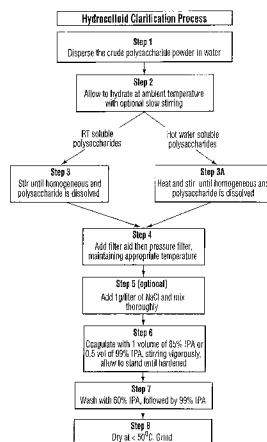 Hydrocolloid Clarification Process
Step 1
Disperse the crude polysaccharide powder in water
Step 2
Allow to hydrate at ambient temperature
with optional slow stirring
RT soluble
polysaccharides
Hot water soluble
polysaccharides
Step 3
Stir until homogeneous and
polysaccharide is dissolved
Step 3A
Heat and stir until homogeneous and
polysaccharide is dissolved
Step 4
Add filter aid then pressure filter,
maintaining appropriate temperature
Step 5 (optional)
Add 1g/liter of NaCl and mix
thoroughly
Step 6
Coagulate with 1 volume of 85% IPA or
0.5 vol of 99% IPA, stirring vigorously,
allow to stand until hardened
Step 7
Wash with 60% IPA, followed by 99% IPA
Step 8
Dry at < 50°C. Grind